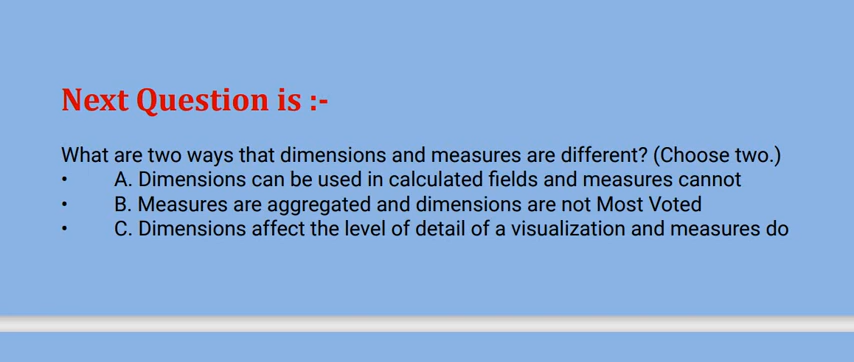 Next Question is :-
What are two ways that dimensions and measures are different? (Choose two.)
• A. Dimensions can be used in calculated fields and measures cannot
• B. Measures are aggregated and dimensions are not Most Voted
• C. Dimensions affect the level of detail of a visualization and measures do